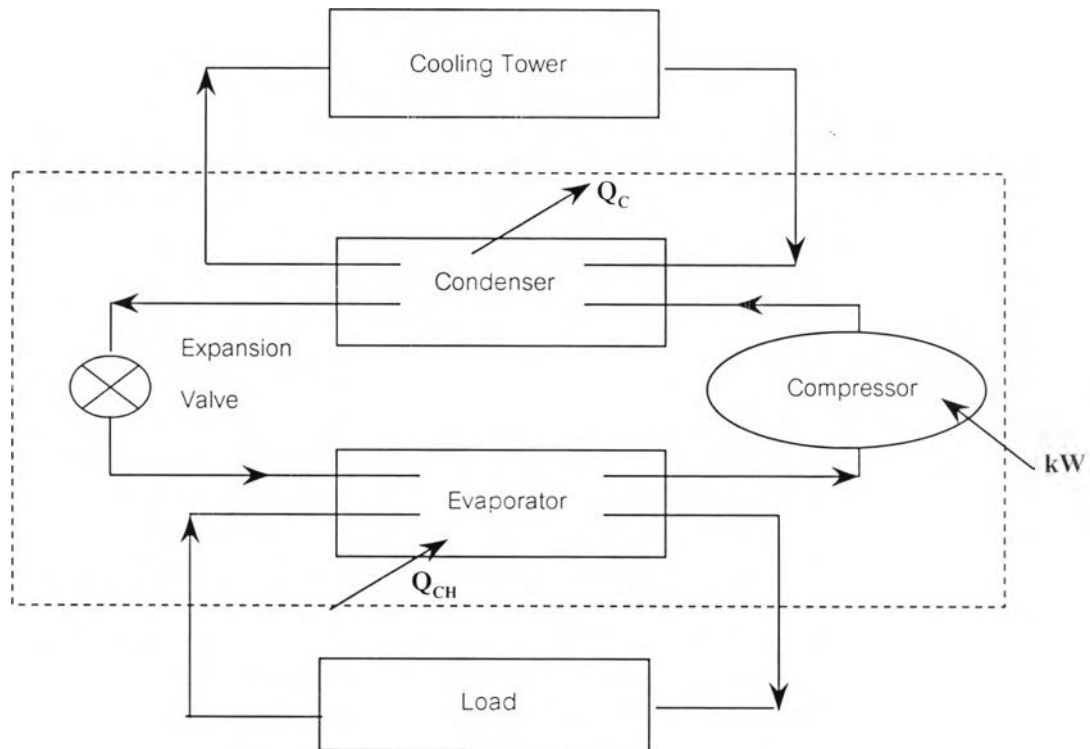 Cooling Tower
Q_C
Condenser
Expansion
Valve
Compressor
kW
Evaporator
Q_CH
Load